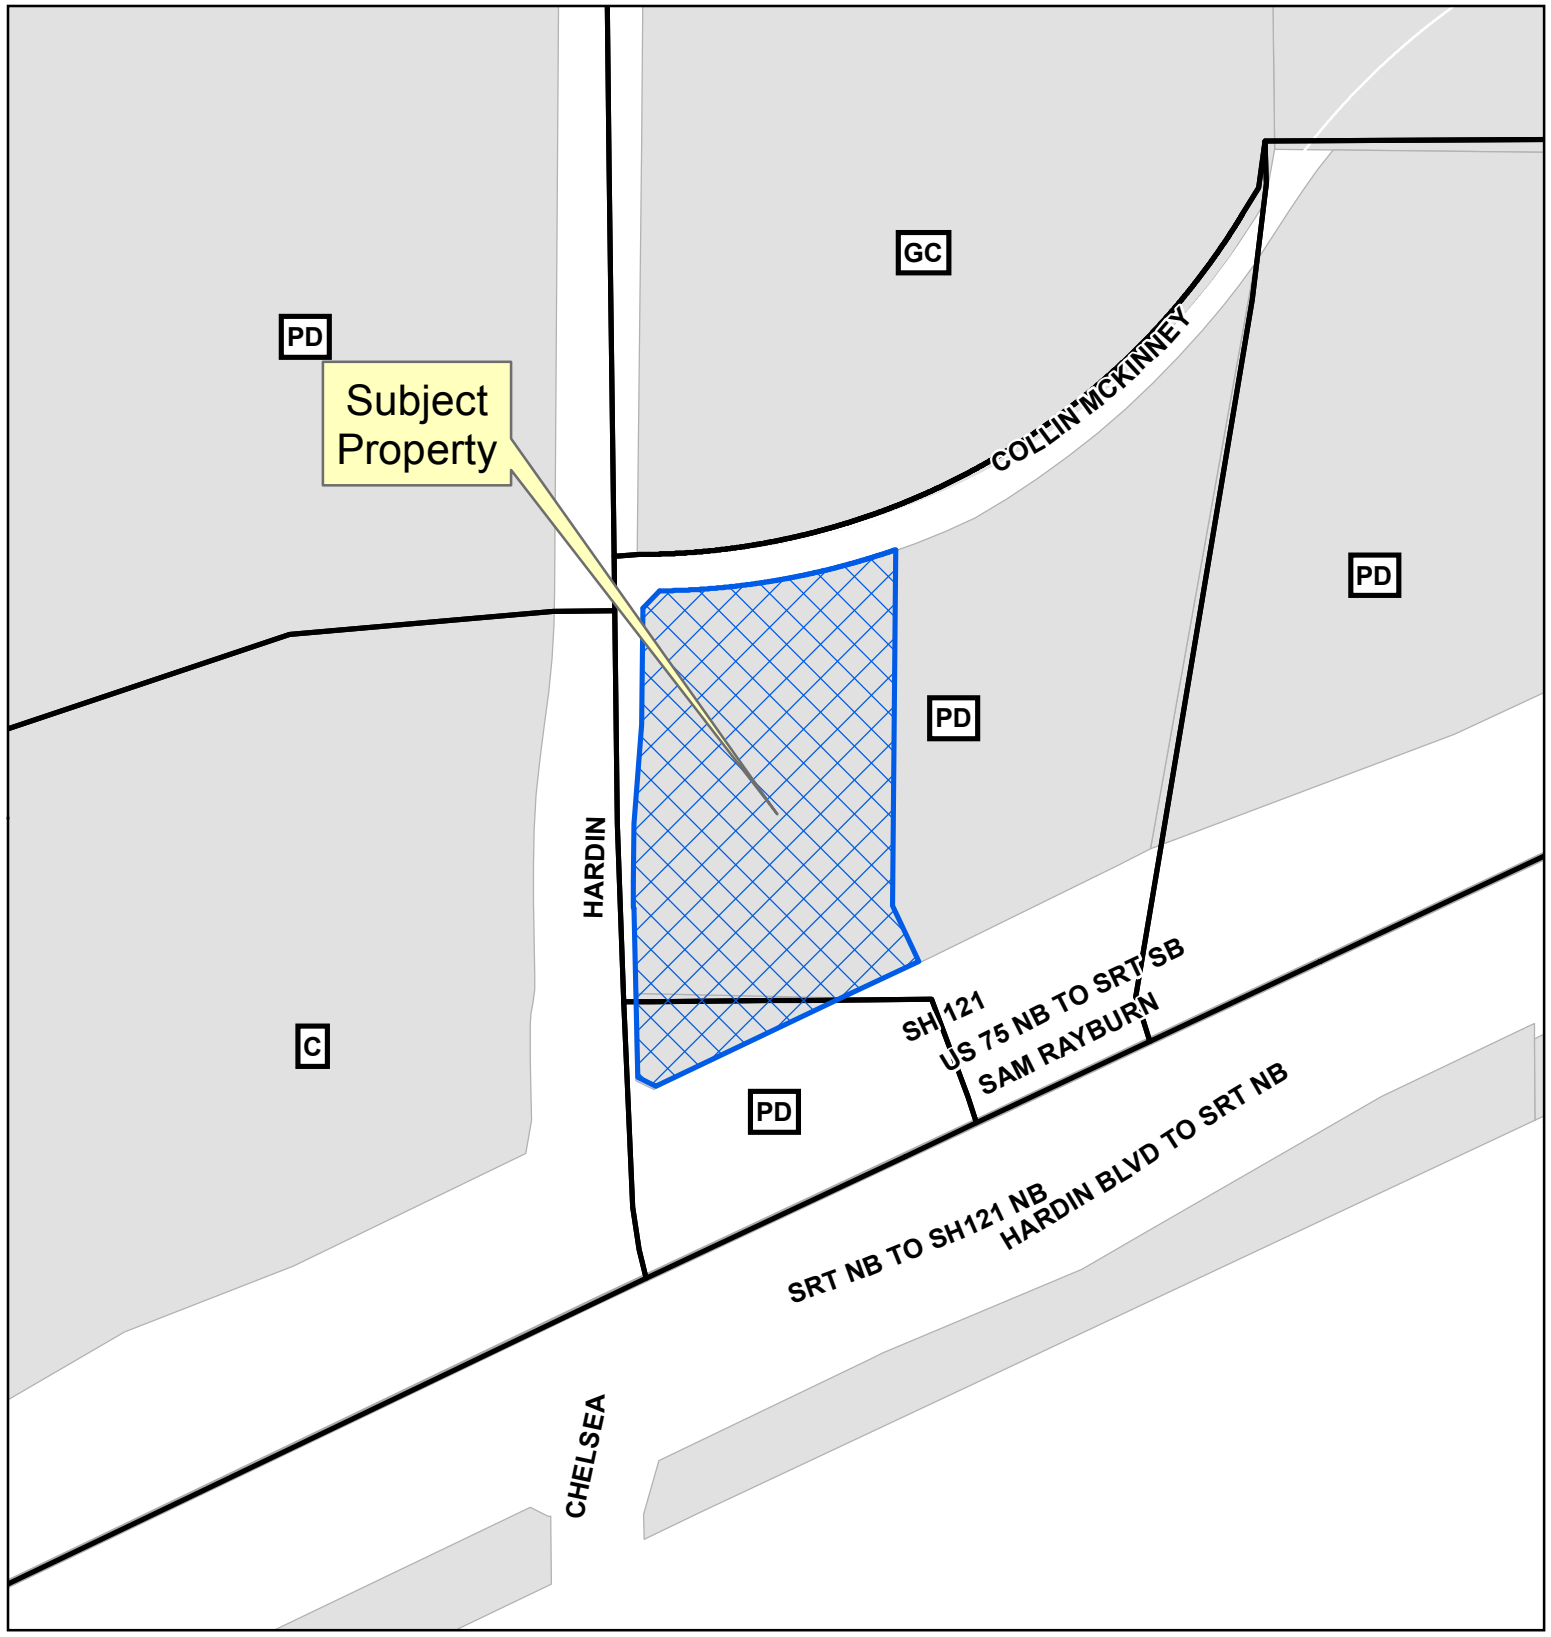 GC
PD
Subject
Property
COLLIN MCKINNEY
PD
PD
HARDIN
SH 121
US 75 NB TO SRT SB
SAM RAYBURN
C
PD
HARDIN BLVD TO SRT NB
SRT NB TO SH121 NB
CHELSEA